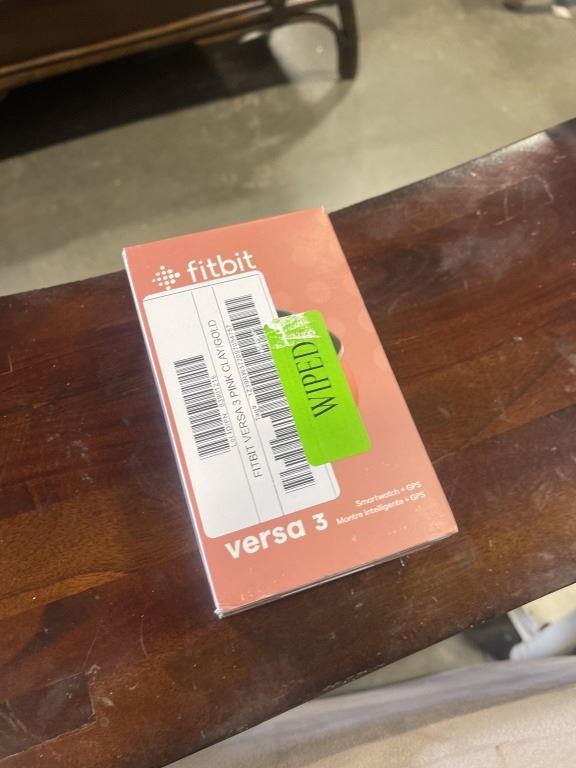 fitbit
FITBIT VERSA 3 PINK CLAY/GOLD
WIPED
versa 3
Smartwatch + GPS
Montre intelligente + GPS